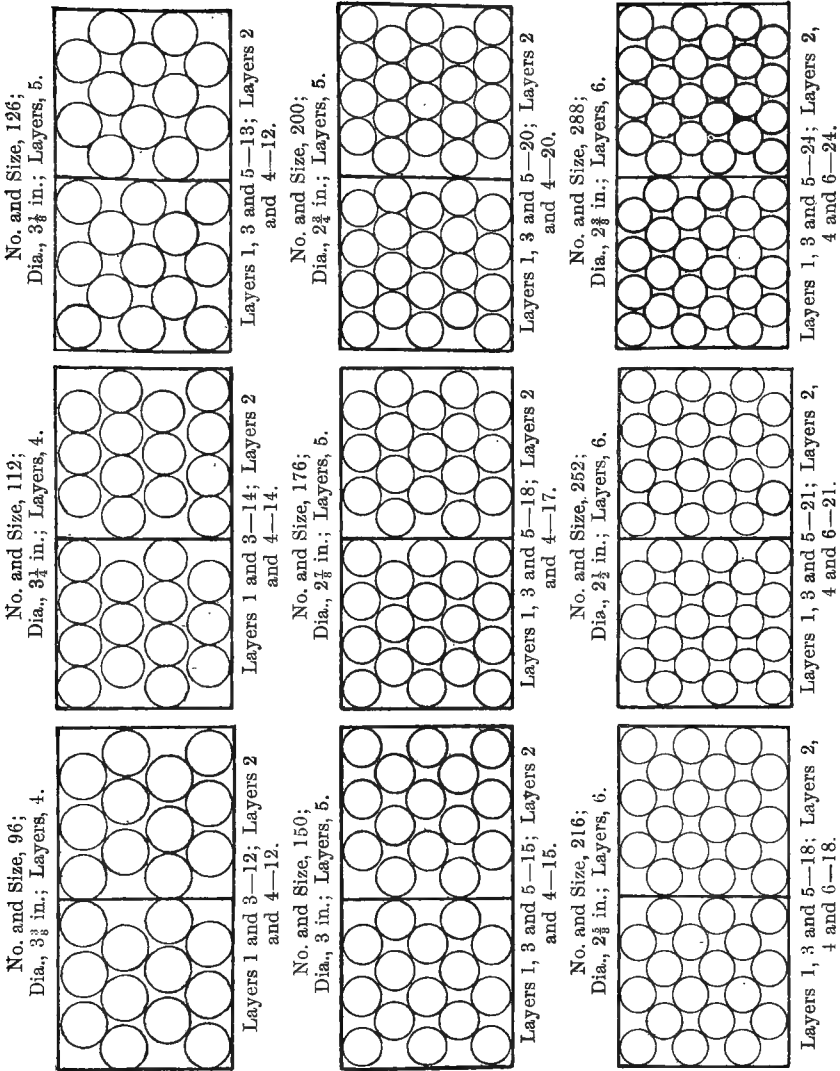 No. and Size, 96;
Dia., 3⅜ in.; Layers, 4.
Layers 1 and 3—12; Layers 2
and 4—12.
No. and Size, 112;
Dia., 3¼ in.; Layers, 4.
Layers 1 and 3—14; Layers 2
and 4—14.
No. and Size, 126;
Dia., 3⅛ in.; Layers, 5.
Layers 1, 3 and 5—13; Layers 2
and 4—12.
No. and Size, 150;
Dia., 3 in.; Layers, 5.
Layers 1, 3 and 5—15; Layers 2
and 4—15.
No. and Size, 176;
Dia., 2⅞ in.; Layers, 5.
Layers 1, 3 and 5—18; Layers 2
and 4—17.
No. and Size, 200;
Dia., 2¾ in.; Layers, 5.
Layers 1, 3 and 5—20; Layers 2
and 4—20.
No. and Size, 216;
Dia., 2⅝ in.; Layers, 6.
Layers 1, 3 and 5—18; Layers 2,
4 and 6—18.
No. and Size, 252;
Dia., 2½ in.; Layers, 6.
Layers 1, 3 and 5—21; Layers 2,
4 and 6—21.
No. and Size, 288;
Dia., 2⅜ in.; Layers, 6.
Layers 1, 3 and 5—24; Layers 2,
4 and 6—24.